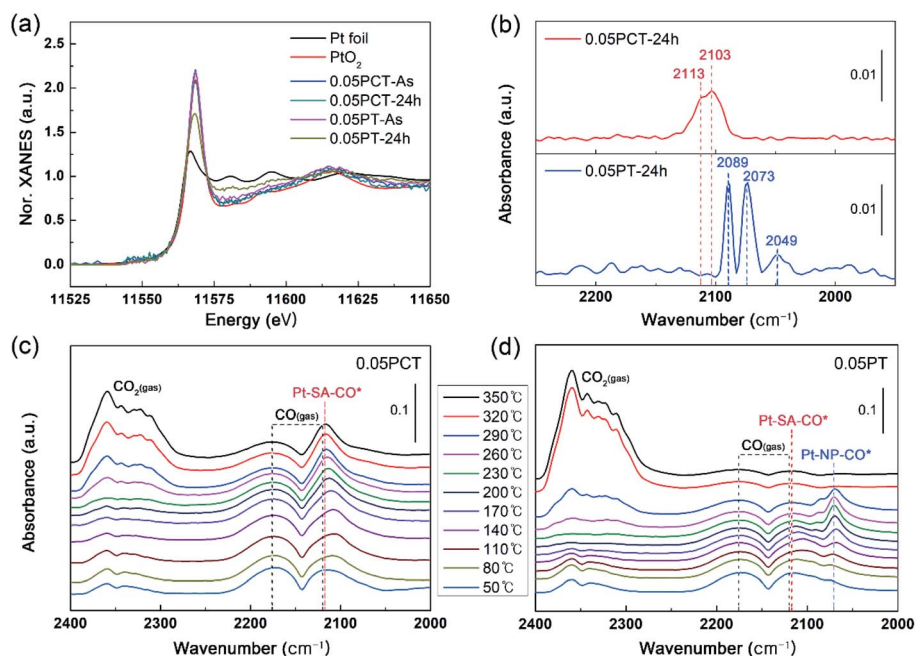 (a)
Nor. XANES (a.u.)
2.5
2.0
1.5
1.0
0.5
0.0
Pt foil
PtO2
0.05PCT-As
0.05PCT-24h
0.05PT-As
0.05PT-24h
11525 11550 11575 11600 11625 11650
Energy (eV)
(b)
Absorbance (a.u.)
0.05PCT-24h
2103
2113
0.01
0.05PT-24h
2089
2073
2049
0.01
2200 2100 2000
Wavenumber (cm⁻¹)
(c)
Absorbance (a.u.)
0.05PCT
CO2(gas)
Pt-SA-CO*
CO(gas)
0.1
2400 2300 2200 2100 2000
Wavenumber (cm⁻¹)
350℃
320℃
290℃
260℃
230℃
200℃
170℃
140℃
110℃
80℃
50℃
(d)
0.05PT
CO2(gas)
0.1
Pt-SA-CO*
CO(gas)
Pt-NP-CO*
2400 2300 2200 2100 2000
Wavenumber (cm⁻¹)